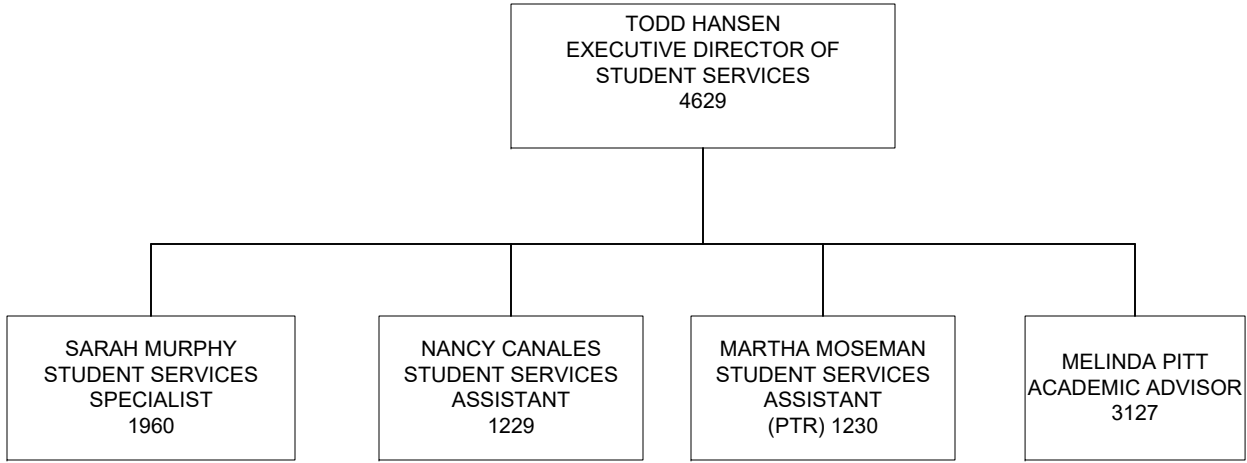 TODD HANSEN
EXECUTIVE DIRECTOR OF
STUDENT SERVICES
4629
SARAH MURPHY
STUDENT SERVICES
SPECIALIST
1960
NANCY CANALES
STUDENT SERVICES
ASSISTANT
1229
MARTHA MOSEMAN
STUDENT SERVICES
ASSISTANT
(PTR) 1230
MELINDA PITT
ACADEMIC ADVISOR
3127